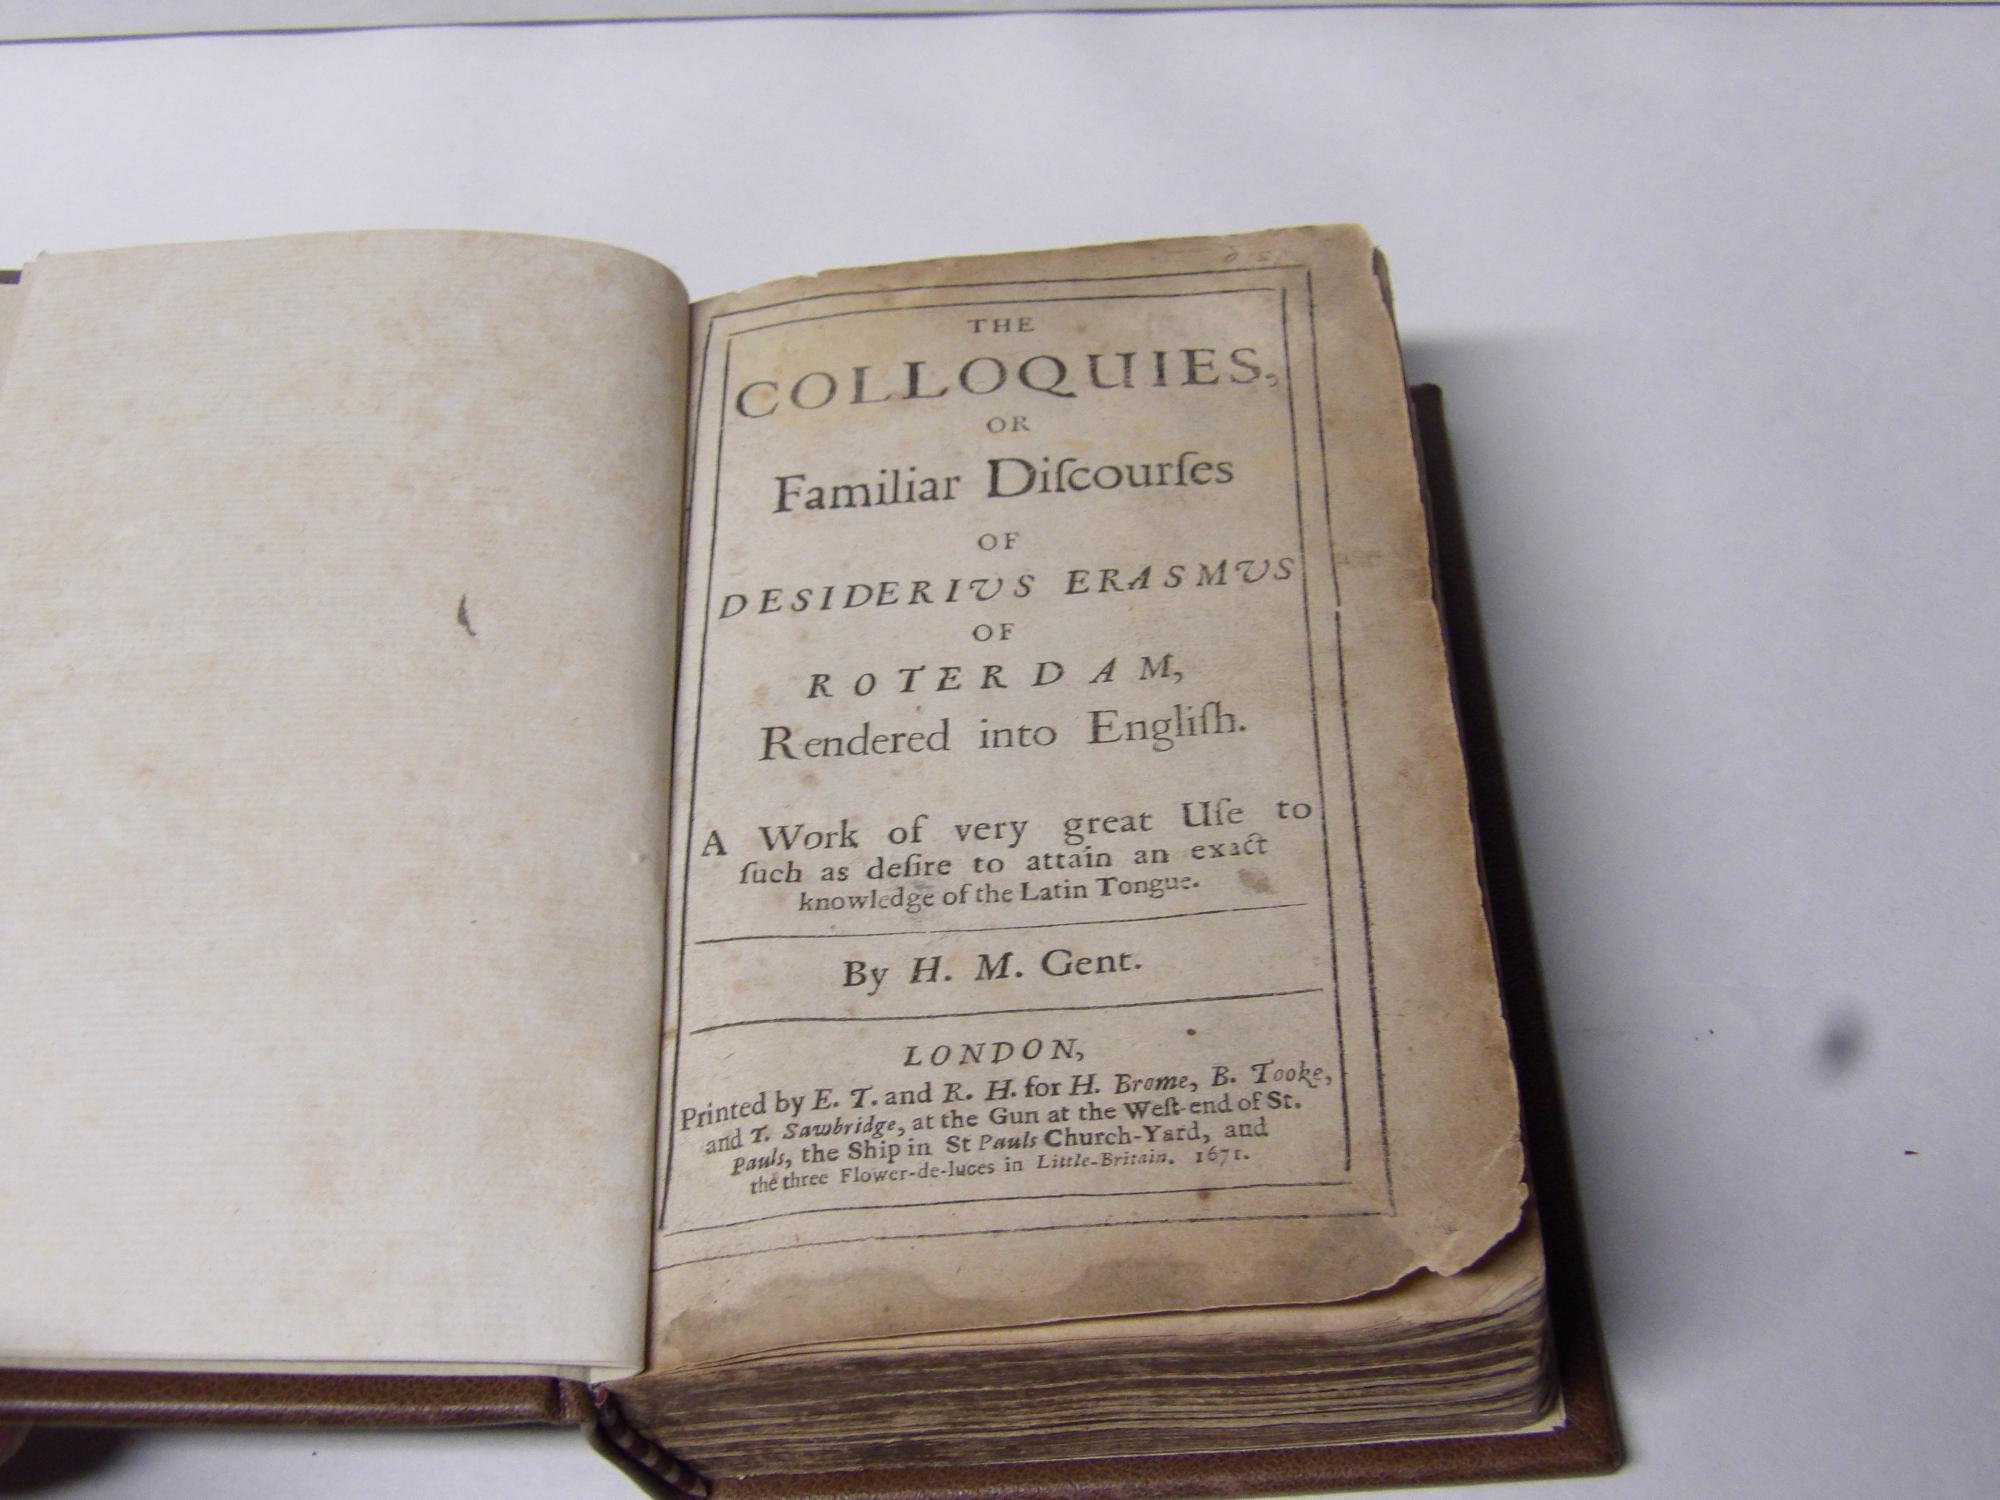 THE
COLLOQUIES,
OR
Familiar Diſcourſes
OF
DESIDERIVS ERASMVS
OF
ROTERDAM,
Rendered into Engliſh.
A Work of very great Uſe to
ſuch as deſire to attain an exact
knowledge of the Latin Tongue.
By H. M. Gent.
LONDON,
Printed by E. T. and R. H. for H. Brome, B. Tooke,
and T. Sawbridge, at the Gun at the Weſt-end of St.
Pauls, the Ship in St Pauls Church-Yard, and
the three Flower-de-luces in Little-Britain. 1671.